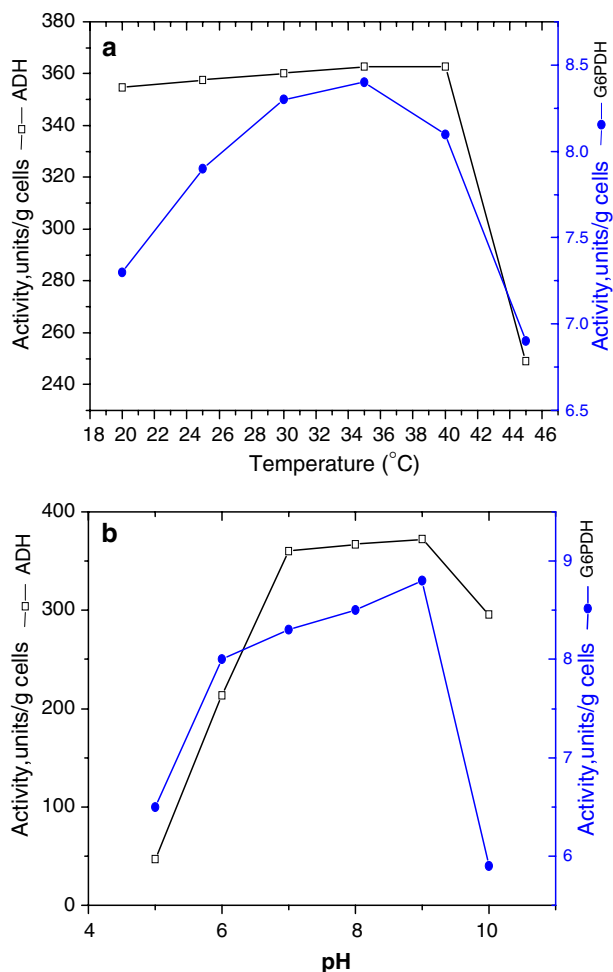 a
380
360
340
320
300
280
260
240
Activity,units/g cells —□— ADH
8.5
8.0
7.5
7.0
6.5
Activity,units/g cells —●— G6PDH
18 20 22 24 26 28 30 32 34 36 38 40 42 44 46
Temperature (°C)
b
400
300
200
100
0
Activity,units/g cells —□— ADH
9
8
7
6
Activity,units/g cells —●— G6PDH
4 6 8 10
pH